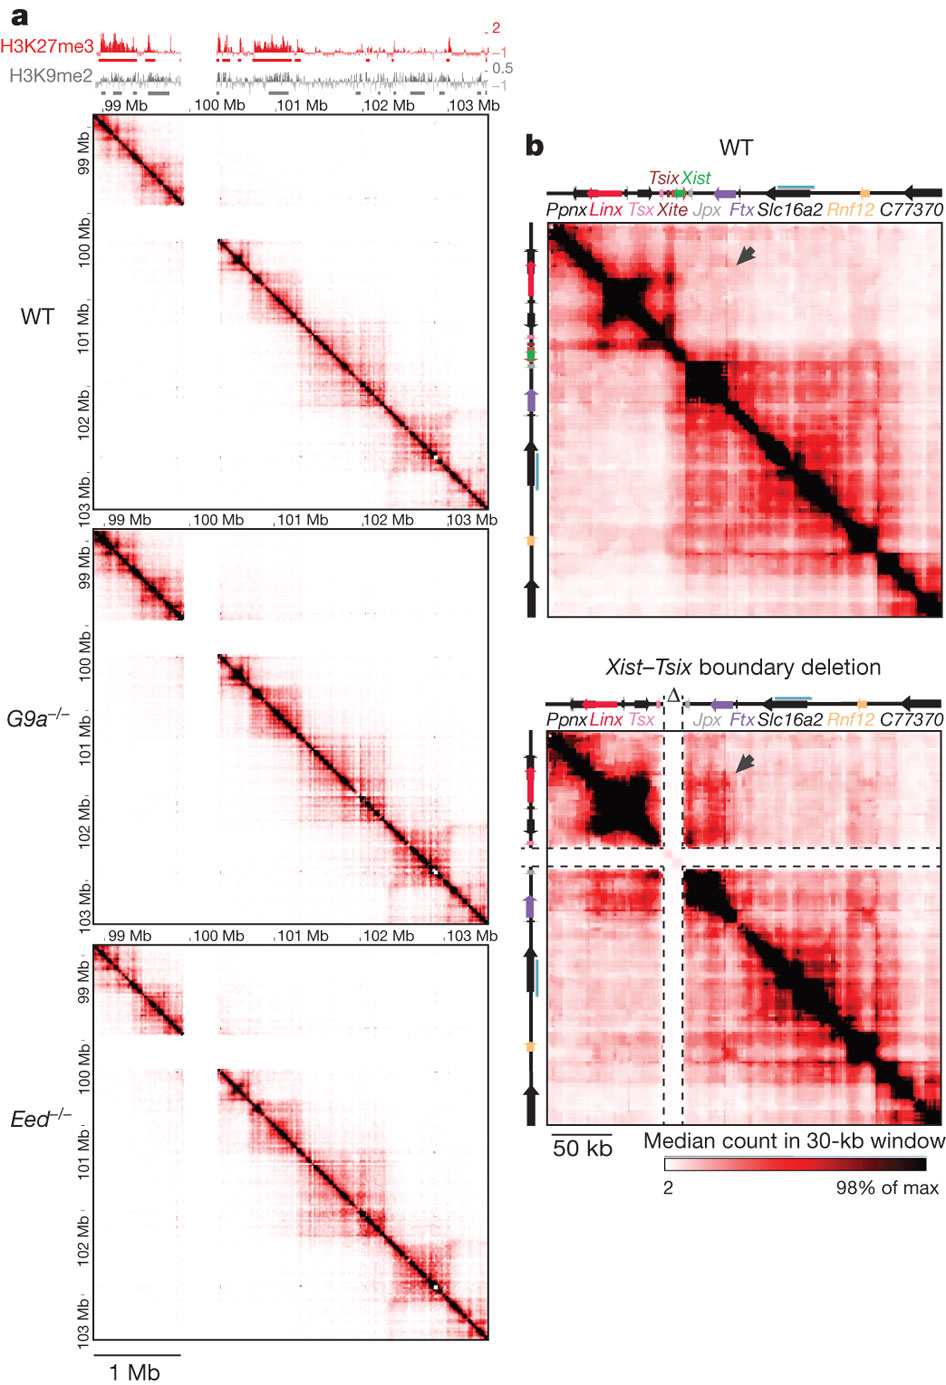 a
H3K27me3
2
–1
H3K9me2
0.5
–1
99 Mb
100 Mb
101 Mb
102 Mb
103 Mb
99 Mb
100 Mb
101 Mb
102 Mb
103 Mb
WT
99 Mb
100 Mb
101 Mb
102 Mb
103 Mb
99 Mb
100 Mb
101 Mb
102 Mb
103 Mb
G9a–/–
99 Mb
100 Mb
101 Mb
102 Mb
103 Mb
99 Mb
100 Mb
101 Mb
102 Mb
103 Mb
Eed–/–
1 Mb
b
WT
Tsix Xist
Ppnx Linx Tsx Xite Jpx Ftx Slc16a2 Rnf12 C77370
Xist–Tsix boundary deletion
Δ
Ppnx Linx Tsx Jpx Ftx Slc16a2 Rnf12 C77370
50 kb
Median count in 30-kb window
2
98% of max